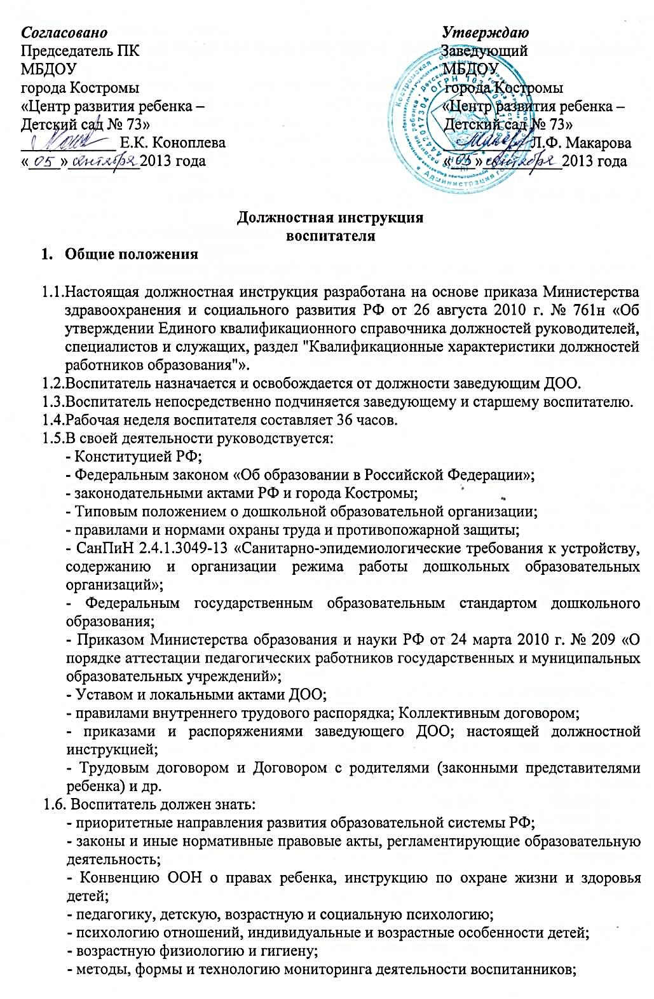 Согласовано
Председатель ПК
МБДОУ
города Костромы
«Центр развития ребенка –
Детский сад № 73»
Е.К. Коноплева
«05» сентября 2013 года
Утверждаю
Заведующий
МБДОУ
города Костромы
«Центр развития ребенка –
Детский сад № 73»
Л.Ф. Макарова
«05» сентября 2013 года
Должностная инструкция
воспитателя
1. Общие положения
1.1.Настоящая должностная инструкция разработана на основе приказа Министерства
здравоохранения и социального развития РФ от 26 августа 2010 г. № 761н «Об
утверждении Единого квалификационного справочника должностей руководителей,
специалистов и служащих, раздел "Квалификационные характеристики должностей
работников образования"».
1.2.Воспитатель назначается и освобождается от должности заведующим ДОО.
1.3.Воспитатель непосредственно подчиняется заведующему и старшему воспитателю.
1.4.Рабочая неделя воспитателя составляет 36 часов.
1.5.В своей деятельности руководствуется:
- Конституцией РФ;
- Федеральным законом «Об образовании в Российской Федерации»;
- законодательными актами РФ и города Костромы;
- Типовым положением о дошкольной образовательной организации;
- правилами и нормами охраны труда и противопожарной защиты;
- СанПиН 2.4.1.3049-13 «Санитарно-эпидемиологические требования к устройству,
содержанию и организации режима работы дошкольных образовательных
организаций»;
- Федеральным государственным образовательным стандартом дошкольного
образования;
- Приказом Министерства образования и науки РФ от 24 марта 2010 г. № 209 «О
порядке аттестации педагогических работников государственных и муниципальных
образовательных учреждений»;
- Уставом и локальными актами ДОО;
- правилами внутреннего трудового распорядка; Коллективным договором;
- приказами и распоряжениями заведующего ДОО; настоящей должностной
инструкцией;
- Трудовым договором и Договором с родителями (законными представителями
ребенка) и др.
1.6. Воспитатель должен знать:
- приоритетные направления развития образовательной системы РФ;
- законы и иные нормативные правовые акты, регламентирующие образовательную
деятельность;
- Конвенцию ООН о правах ребенка, инструкцию по охране жизни и здоровья
детей;
- педагогику, детскую, возрастную и социальную психологию;
- психологию отношений, индивидуальные и возрастные особенности детей;
- возрастную физиологию и гигиену;
- методы, формы и технологию мониторинга деятельности воспитанников;